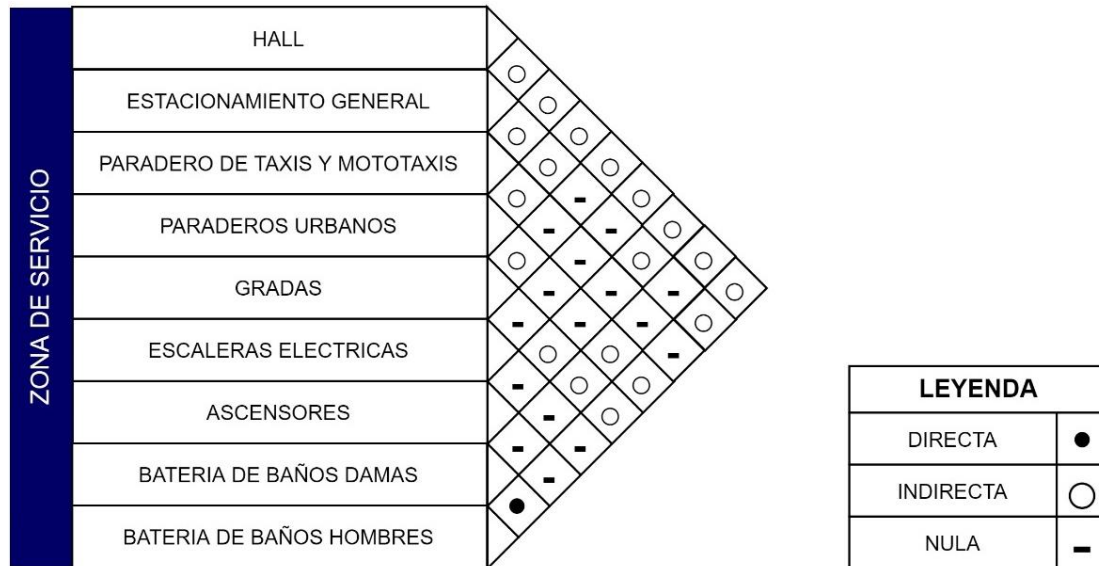 ZONA DE SERVICIO
HALL
ESTACIONAMIENTO GENERAL
PARADERO DE TAXIS Y MOTOTAXIS
PARADEROS URBANOS
GRADAS
ESCALERAS ELECTRICAS
ASCENSORES
BATERIA DE BAÑOS DAMAS
BATERIA DE BAÑOS HOMBRES
LEYENDA
DIRECTA
INDIRECTA
NULA